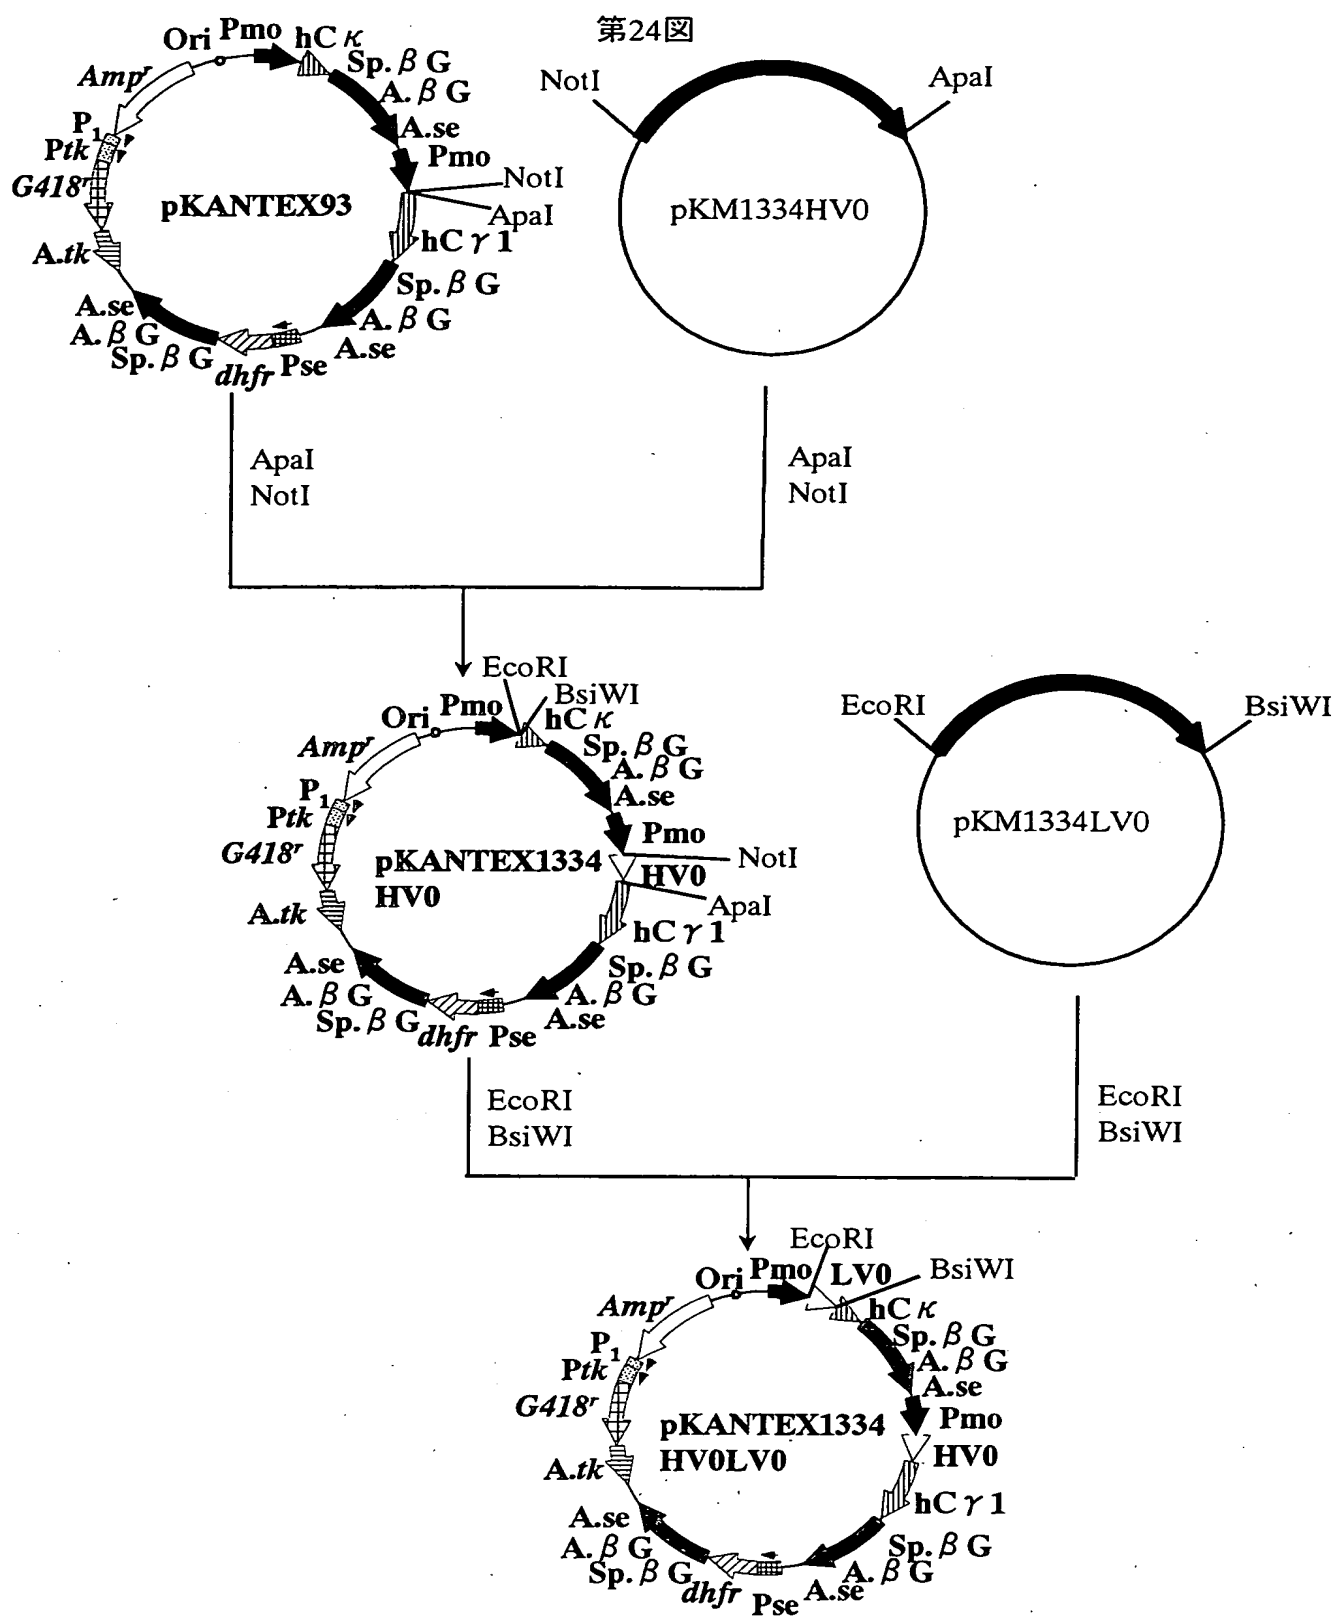 第24図
Ori
Pmo
hCκ
Sp.βG
A.βG
A.se
Pmo
NotI
ApaI
hCγ1
Sp.βG
A.βG
A.se
Pse
dhfr
Sp.βG
A.βG
A.se
A.tk
G418r
Ptk
P1
Ampr
pKANTEX93
NotI
ApaI
pKM1334HV0
ApaI
NotI
ApaI
NotI
EcoRI
BsiWI
Ori
Pmo
hCκ
Sp.βG
A.βG
A.se
Pmo
NotI
HV0
ApaI
hCγ1
Sp.βG
A.βG
A.se
Pse
dhfr
Sp.βG
A.βG
A.se
A.tk
G418r
Ptk
P1
Ampr
pKANTEX1334
HV0
EcoRI
BsiWI
pKM1334LV0
EcoRI
BsiWI
EcoRI
BsiWI
EcoRI
Ori
Pmo
LV0
BsiWI
hCκ
Sp.βG
A.βG
A.se
Pmo
HV0
hCγ1
Sp.βG
A.βG
A.se
Pse
dhfr
Sp.βG
A.βG
A.se
A.tk
G418r
Ptk
P1
Ampr
pKANTEX1334
HV0LV0